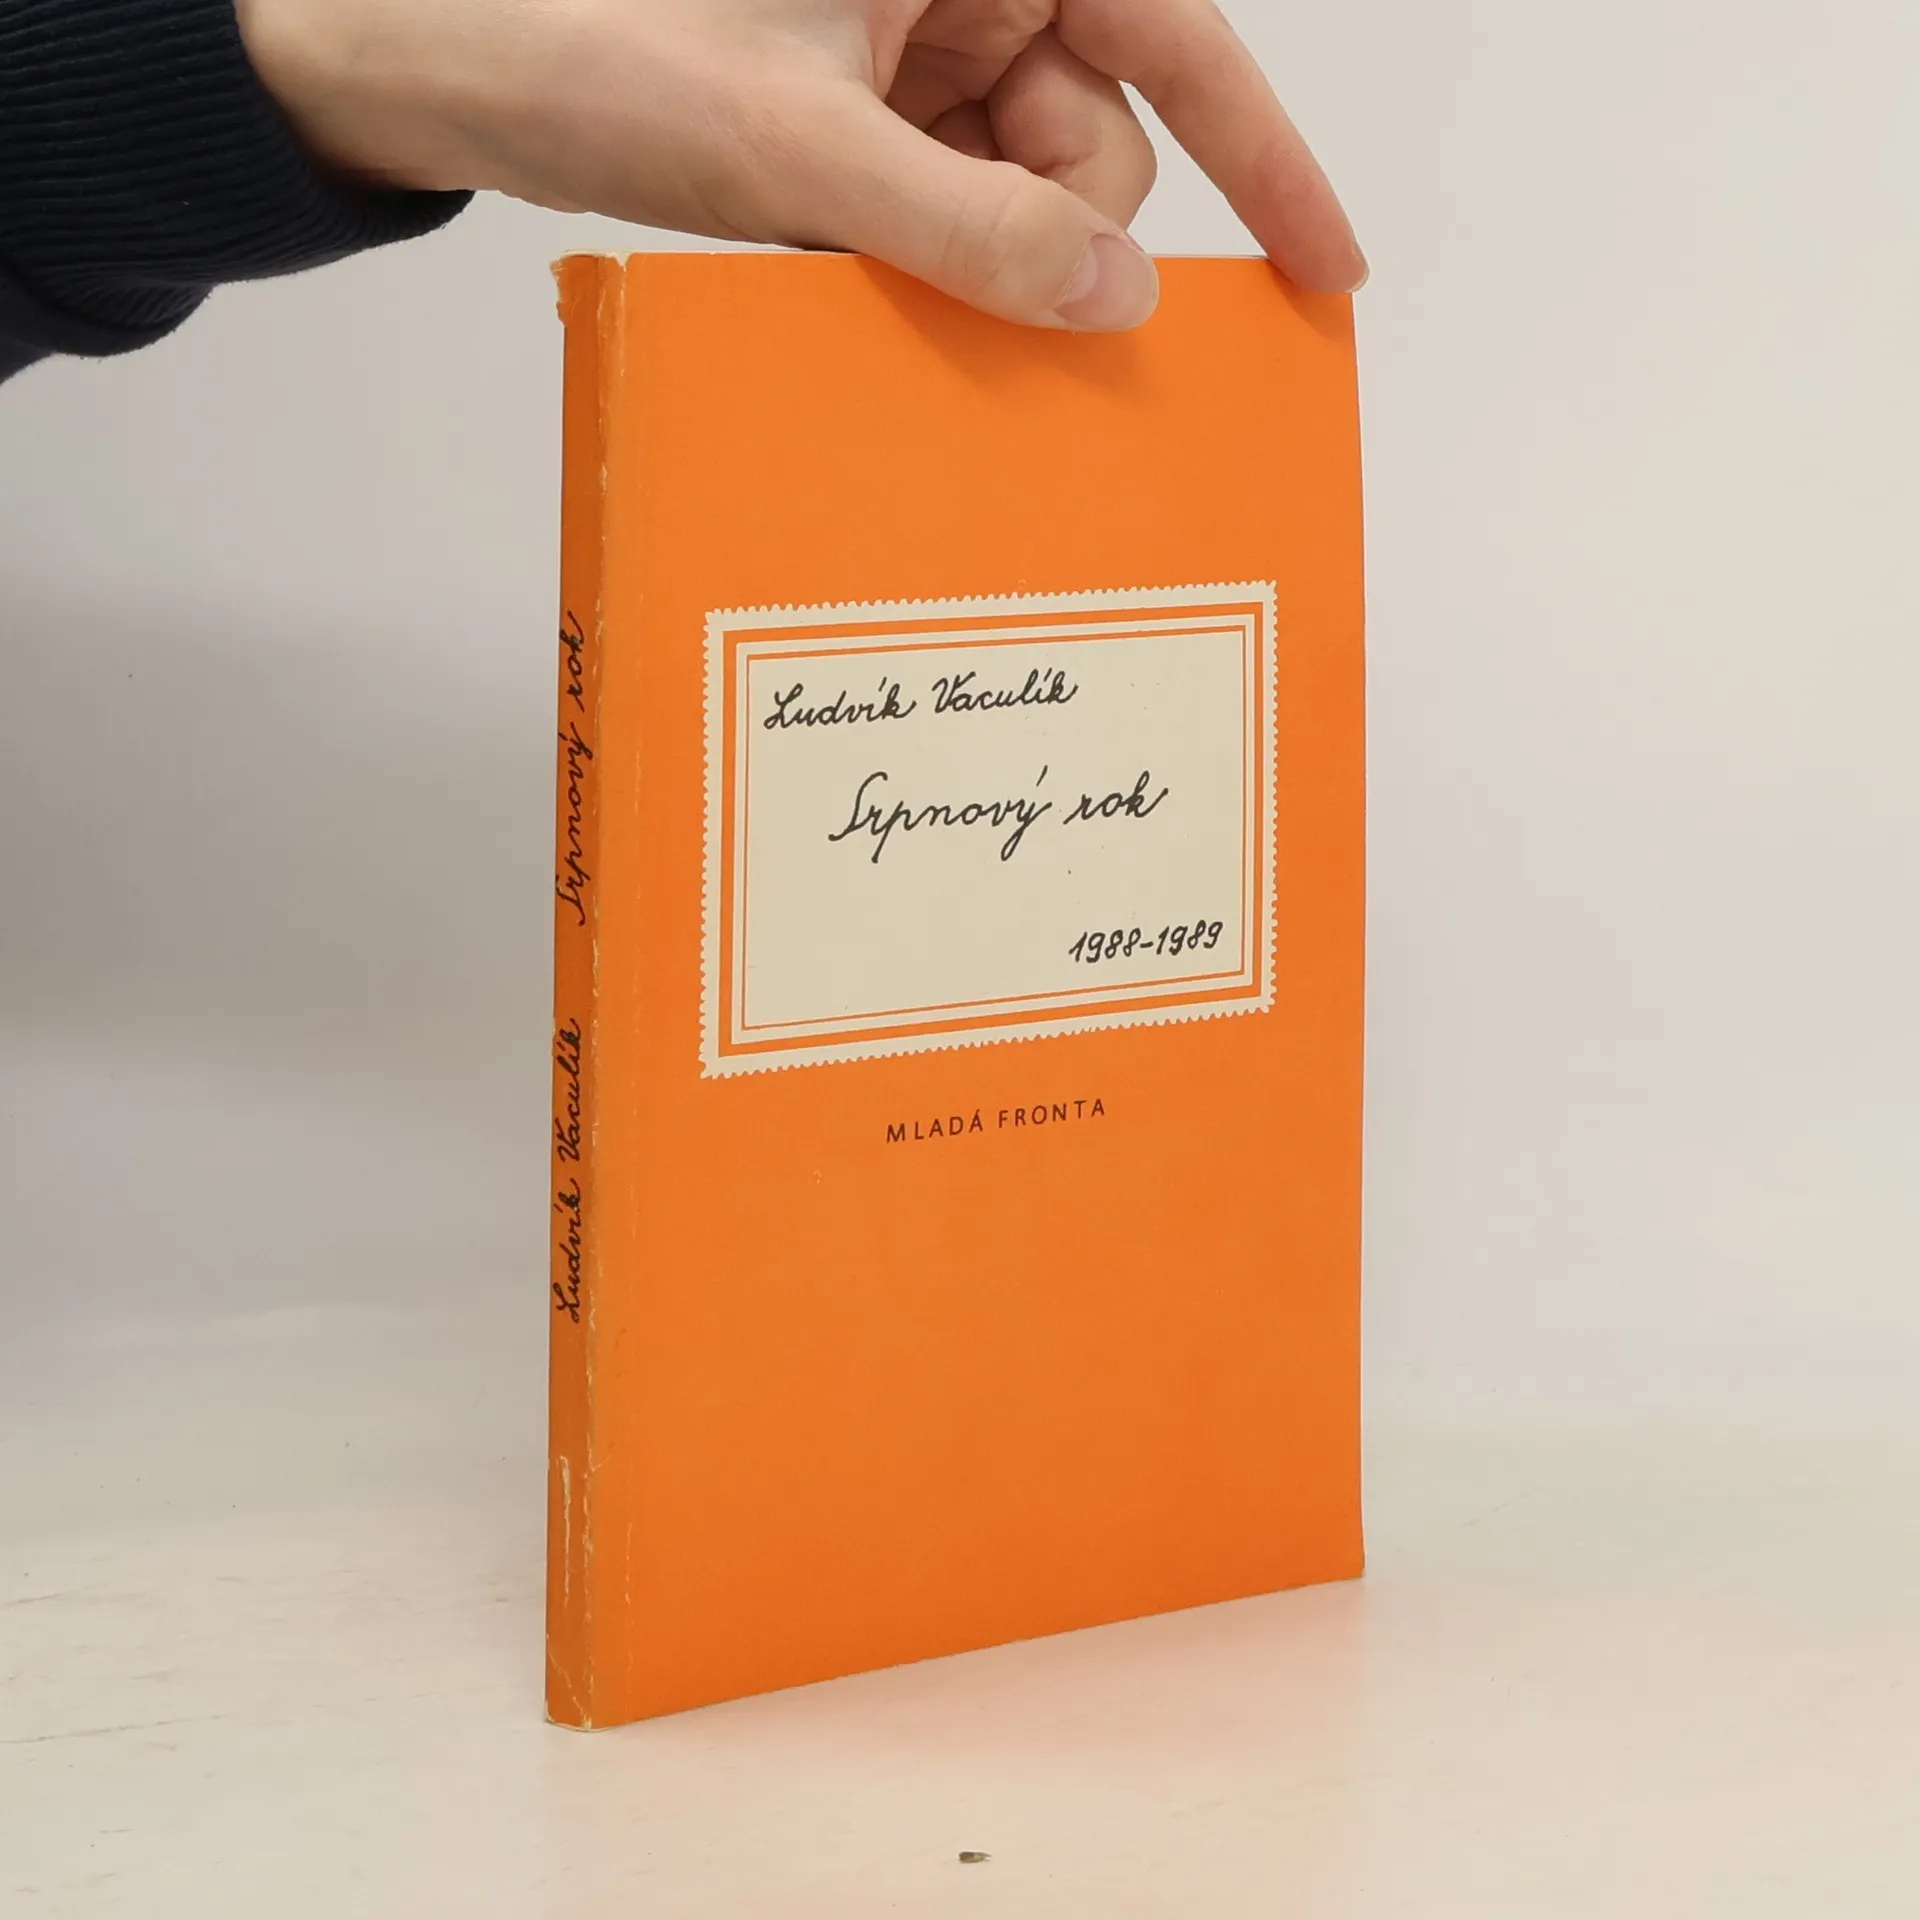 Ludvík Vaculík
Srpnový rok
1988-1989
MLADÁ FRONTA
Ludvík Vaculík Srpnový rok